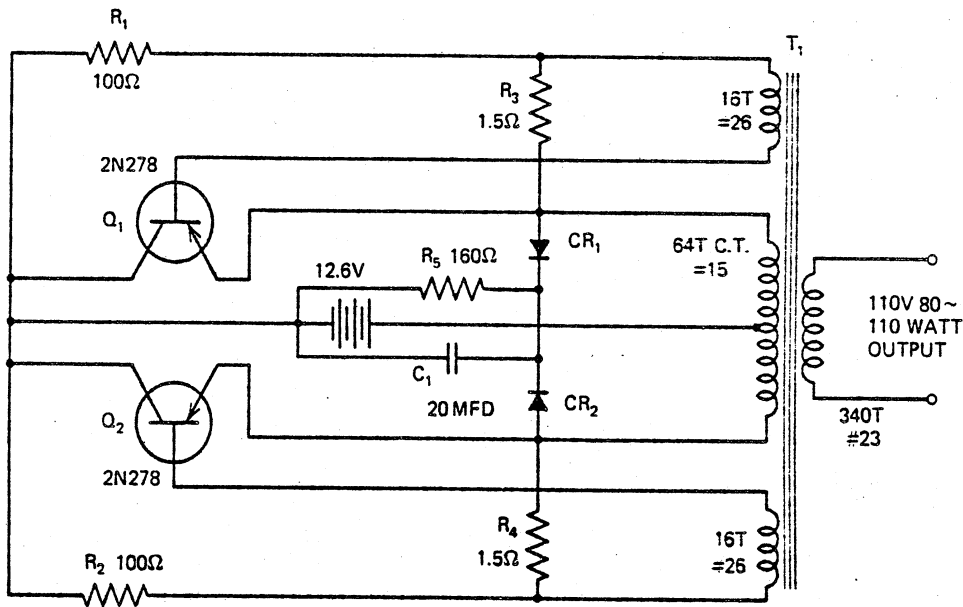 R₁
100Ω
T₁
R₃
1.5Ω
16T
=26
2N278
Q₁
CR₁
64T C.T.
=15
R₅ 160Ω
12.6V
110V 80~
110 WATT
OUTPUT
C₁
20 MFD
CR₂
Q₂
340T
#23
2N278
R₄
1.5Ω
16T
=26
R₂ 100Ω